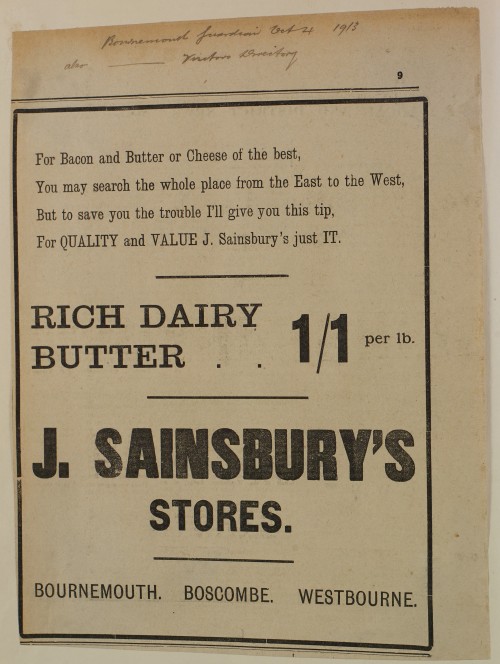 Bournemouth Guardian Oct 4 1913
also Visitors Directory
9
For Bacon and Butter or Cheese of the best,
You may search the whole place from the East to the West,
But to save you the trouble I'll give you this tip,
For QUALITY and VALUE J. Sainsbury's just IT.
RICH DAIRY
BUTTER . . 1/1 per lb.
J. SAINSBURY'S
STORES.
BOURNEMOUTH. BOSCOMBE. WESTBOURNE.